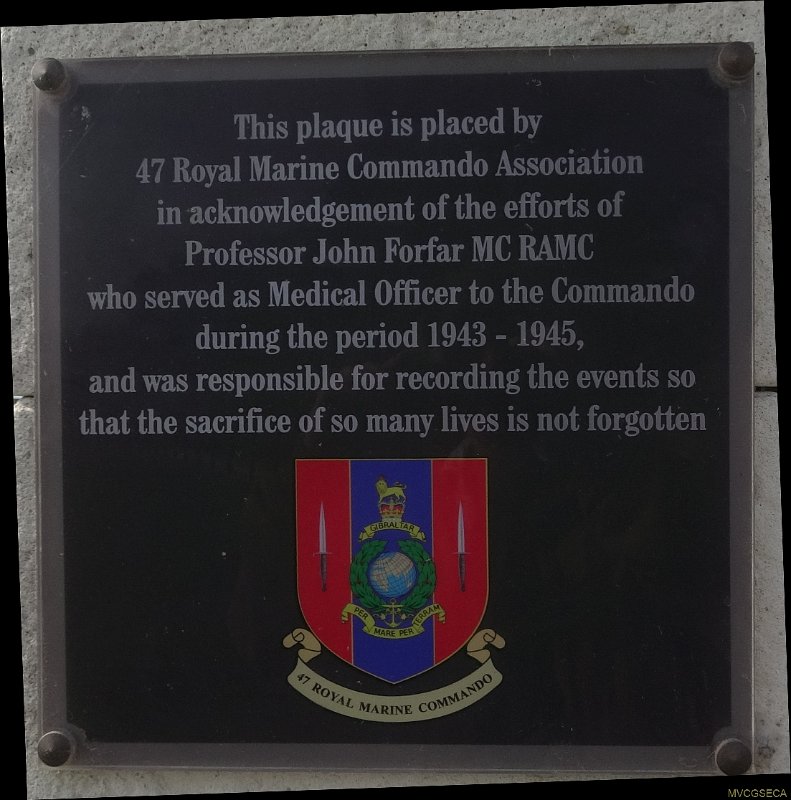 This plaque is placed by
47 Royal Marine Commando Association
in acknowledgement of the efforts of
Professor John Forfar MC RAMC
who served as Medical Officer to the Commando
during the period 1943 - 1945,
and was responsible for recording the events so
that the sacrifice of so many lives is not forgotten
GIBRALTAR
PER MARE PER TERRAM
47 ROYAL MARINE COMMANDO
MVCGSECA